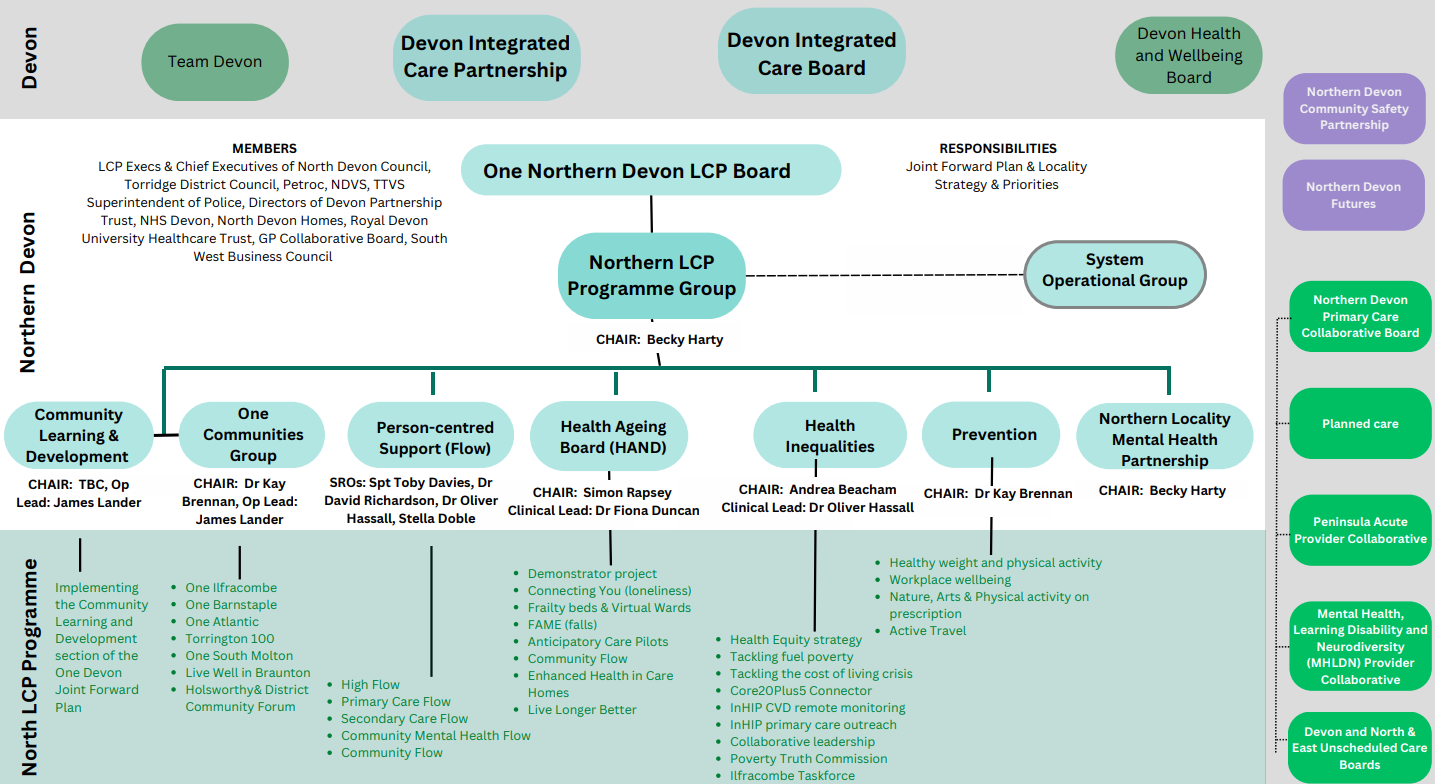 Devon
Team Devon
Devon Integrated
Care Partnership
Devon Integrated
Care Board
Devon Health
and Wellbeing
Board
Northern Devon
Community Safety
Partnership
Northern Devon
Futures
Northern Devon
MEMBERS
LCP Execs & Chief Executives of North Devon Council,
Torridge District Council, Petroc, NDVS, TTVS
Superintendent of Police, Directors of Devon Partnership
Trust, NHS Devon, North Devon Homes, Royal Devon
University Healthcare Trust, GP Collaborative Board, South
West Business Council
One Northern Devon LCP Board
RESPONSIBILITIES
Joint Forward Plan & Locality
Strategy & Priorities
Northern LCP
Programme Group
System
Operational Group
CHAIR: Becky Harty
Community
Learning &
Development
CHAIR: TBC, Op
Lead: James Lander
One
Communities
Group
CHAIR: Dr Kay
Brennan, Op Lead:
James Lander
Person-centred
Support (Flow)
SROs: Spt Toby Davies, Dr
David Richardson, Dr Oliver
Hassall, Stella Doble
Health Ageing
Board (HAND)
CHAIR: Simon Rapsey
Clinical Lead: Dr Fiona Duncan
Health
Inequalities
CHAIR: Andrea Beacham
Clinical Lead: Dr Oliver Hassall
Prevention
CHAIR: Dr Kay Brennan
Northern Locality
Mental Health
Partnership
CHAIR: Becky Harty
North LCP Programme
Implementing
the Community
Learning and
Development
section of the
One Devon
Joint Forward
Plan
• One Ilfracombe
• One Barnstaple
• One Atlantic
• Torrington 100
• One South Molton
• Live Well in Braunton
• Holsworthy& District
Community Forum
• High Flow
• Primary Care Flow
• Secondary Care Flow
• Community Mental Health Flow
• Community Flow
• Demonstrator project
• Connecting You (loneliness)
• Frailty beds & Virtual Wards
• FAME (falls)
• Anticipatory Care Pilots
• Community Flow
• Enhanced Health in Care
Homes
• Live Longer Better
• Health Equity strategy
• Tackling fuel poverty
• Tackling the cost of living crisis
• Core20Plus5 Connector
• InHIP CVD remote monitoring
• InHIP primary care outreach
• Collaborative leadership
• Poverty Truth Commission
• Ilfracombe Taskforce
• Healthy weight and physical activity
• Workplace wellbeing
• Nature, Arts & Physical activity on
prescription
• Active Travel
Northern Devon
Primary Care
Collaborative Board
Planned care
Peninsula Acute
Provider Collaborative
Mental Health,
Learning Disability and
Neurodiversity
(MHLDN) Provider
Collaborative
Devon and North &
East Unscheduled Care
Boards